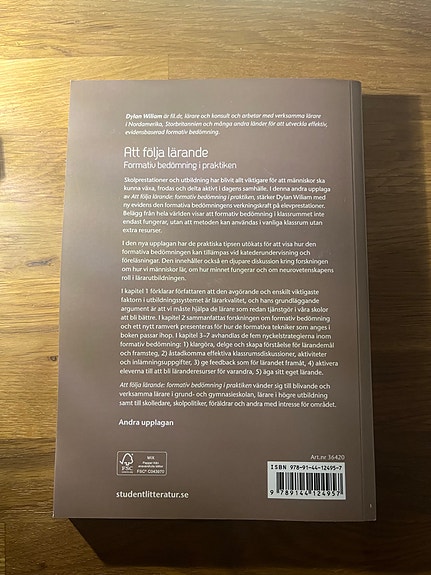 Dylan Wiliam är fil.dr, lärare och konsult och arbetar med verksamma lärare
i Nordamerika, Storbritannien och många andra länder för att utveckla effektiv,
evidensbaserad formativ bedömning.
Att följa lärande
Formativ bedömning i praktiken
Skolprestationer och utbildning har blivit allt viktigare för att människor ska
kunna växa, frodas och delta aktivt i dagens samhälle. I denna andra upplaga
av Att följa lärande: formativ bedömning i praktiken, stärker Dylan Wiliam med
ny evidens den formativa bedömningens verkningskraft på elevprestationer.
Belägg från hela världen visar att formativ bedömning i klassrummet inte
endast fungerar, utan att metoden kan användas i vanliga klassrum utan
extra resurser.
I den nya upplagan har de praktiska tipsen utökats för att visa hur den
formativa bedömningen kan tillämpas vid katederundervisning och
föreläsningar. Den innehåller också en djupare diskussion kring forskningen
om hur vi människor lär, om hur minnet fungerar och om neurovetenskapens
roll i lärarutbildningen.
I kapitel 1 förklarar författaren att den avgörande och enskilt viktigaste
faktorn i utbildningssystemet är lärarkvalitet, och hans grundläggande
argument är att vi måste hjälpa de lärare som redan tjänstgör i våra skolor
att bli bättre. I kapitel 2 sammanfattas forskningen om formativ bedömning
och ett nytt ramverk presenteras för hur de formativa tekniker som anges i
boken passar ihop. I kapitel 3–7 avhandlas de fem nyckelstrategierna inom
formativ bedömning: 1) klargöra, delge och skapa förståelse för lärandemål
och framsteg, 2) åstadkomma effektiva klassrumsdiskussioner, aktiviteter
och inlämningsuppgifter, 3) ge feedback som för lärandet framåt, 4) aktivera
eleverna till att bli läranderesurser för varandra, 5) äga sitt eget lärande.
Att följa lärande: formativ bedömning i praktiken vänder sig till blivande och
verksamma lärare i grund- och gymnasieskolan, lärare i högre utbildning
samt till skolledare, skolpolitiker, föräldrar och andra med intresse för området.
Andra upplagan
Art.nr 36420
FSC
www.fsc.org
MIX
Papper från
ansvarsfulla källor
FSC® C043670
ISBN 978-91-44-12495-7
9 789144 124957
studentlitteratur.se